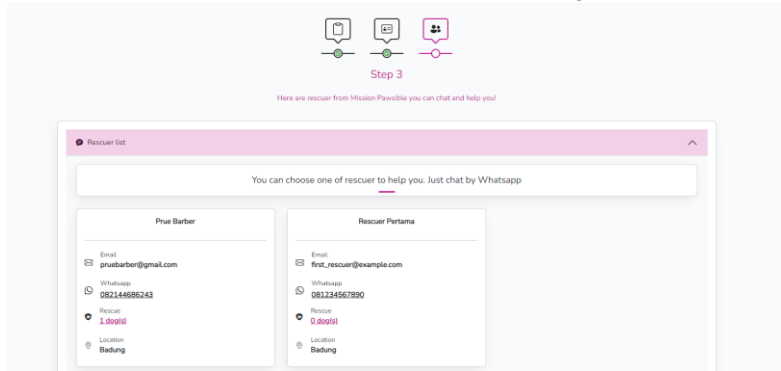 Step 3
Here are rescuer from Mission Pawsible you can chat and help you!
Rescuer list
You can choose one of rescuer to help you. Just chat by Whatsapp
Prue Barber
Email
pruebarber@gmail.com
Whatsapp
082144686243
Rescue
1 dog(s)
Location
Badung
Rescuer Pertama
Email
first_rescuer@example.com
Whatsapp
081234567890
Rescue
0 dog(s)
Location
Badung